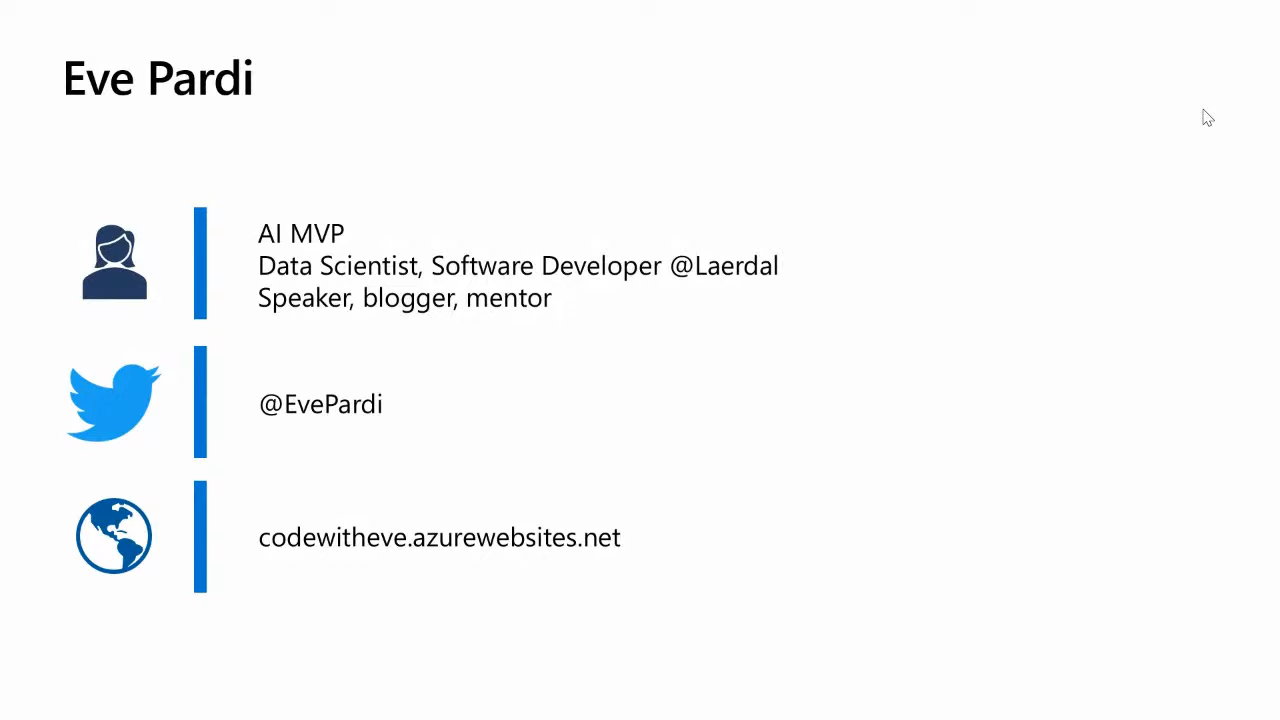 Eve Pardi
AI MVP
Data Scientist, Software Developer @Laerdal
Speaker, blogger, mentor
@EvePardi
codewitheve.azurewebsites.net